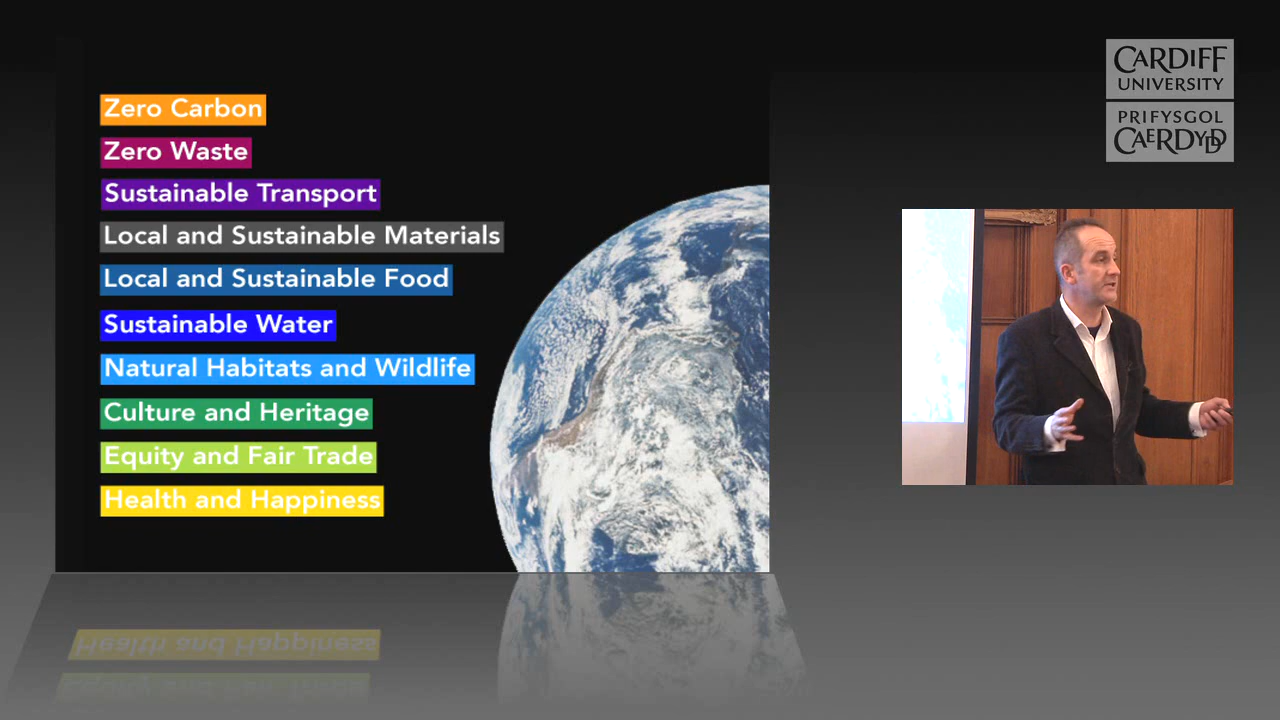 Zero Carbon
Zero Waste
Sustainable Transport
Local and Sustainable Materials
Local and Sustainable Food
Sustainable Water
Natural Habitats and Wildlife
Culture and Heritage
Equity and Fair Trade
Health and Happiness
CARDIFF
UNIVERSITY
PRIFYSGOL
CAERDYDD